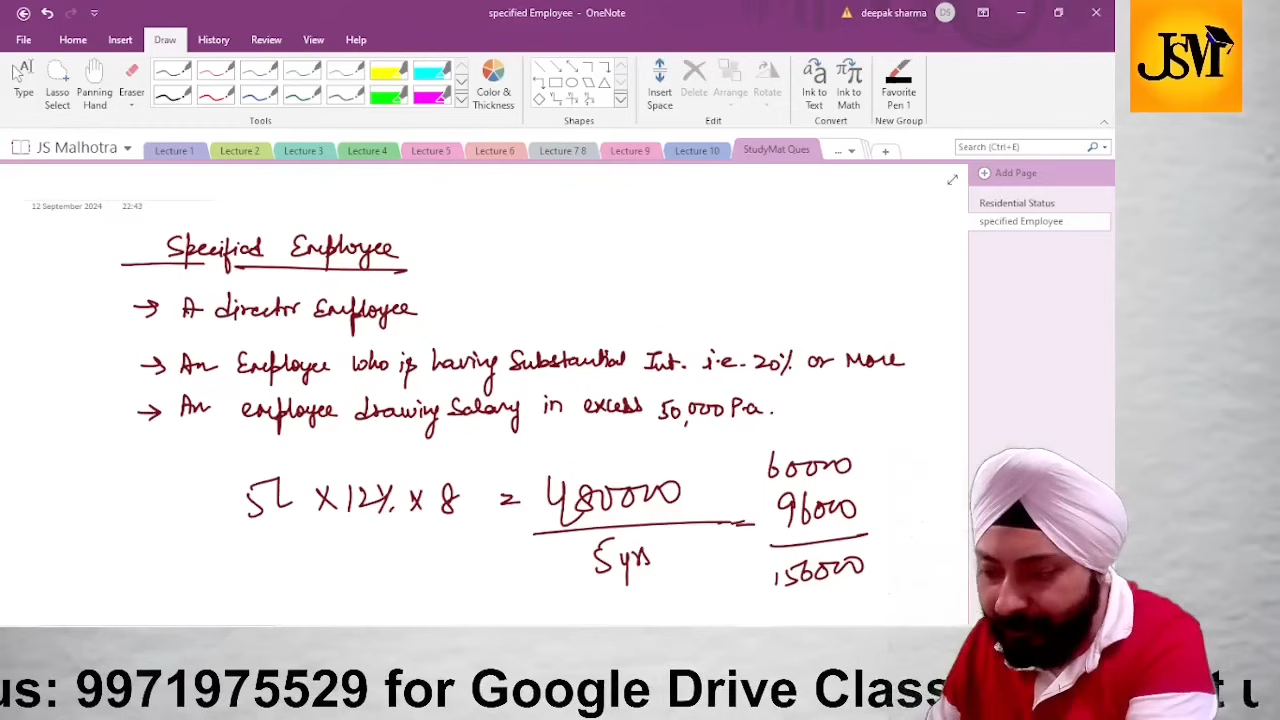 specified Employee - OneNote
deepak sharma DS
File Home Insert Draw History Review View Help
Type Lasso Select Panning Hand Eraser Color & Thickness Insert Space Delete Arrange Rotate Ink to Text Ink to Math Favorite Pen 1
Tools Shapes Edit Convert New Group
JSM
JS Malhotra Lecture 1 Lecture 2 Lecture 3 Lecture 4 Lecture 5 Lecture 6 Lecture 7 8 Lecture 9 Lecture 10 StudyMat Ques ... + Search (Ctrl+E)
Add Page
Residential Status
specified Employee
12 September 2024 22:43
Specified Employee
→ A director Employee
→ An Employee who is having Substantial Int. i.e. 20% or More
→ An employee drawing Salary in excess 50,000 P.a.
60000
5L × 12% × 8 = 480000 = 96000
5 yrs
156000
us: 9971975529 for Google Drive Class